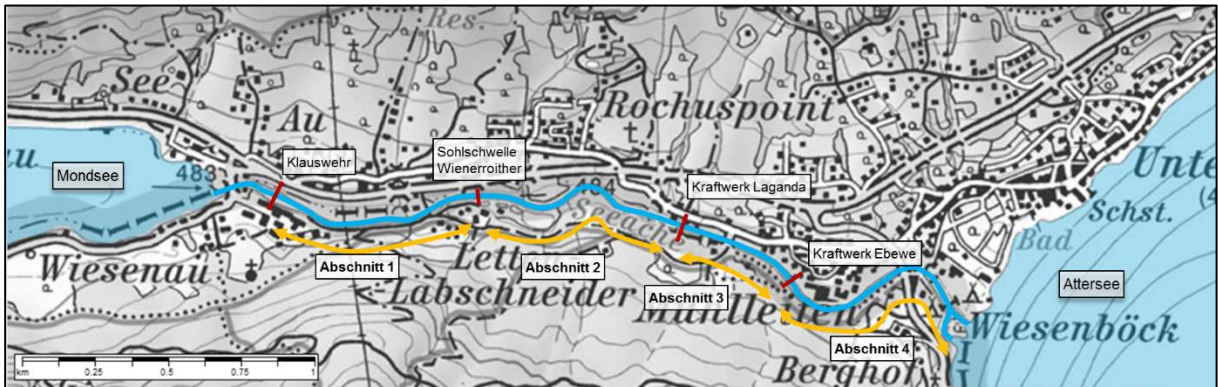 Res.
See
Au
Rochuspoint
Klauswehr
Sohlschwelle
Wienerroither
Unte
Mondsee
483
484
Kraftwerk Laganda
Schst.
Seeache
Bad
Kraftwerk Ebewe
Wiesenau
Abschnitt 1
Abschnitt 2
Attersee
Labschneider
Abschnitt 3
Wiesenböck
Abschnitt 4
Berghof
km
0.25
0.5
0.75
1